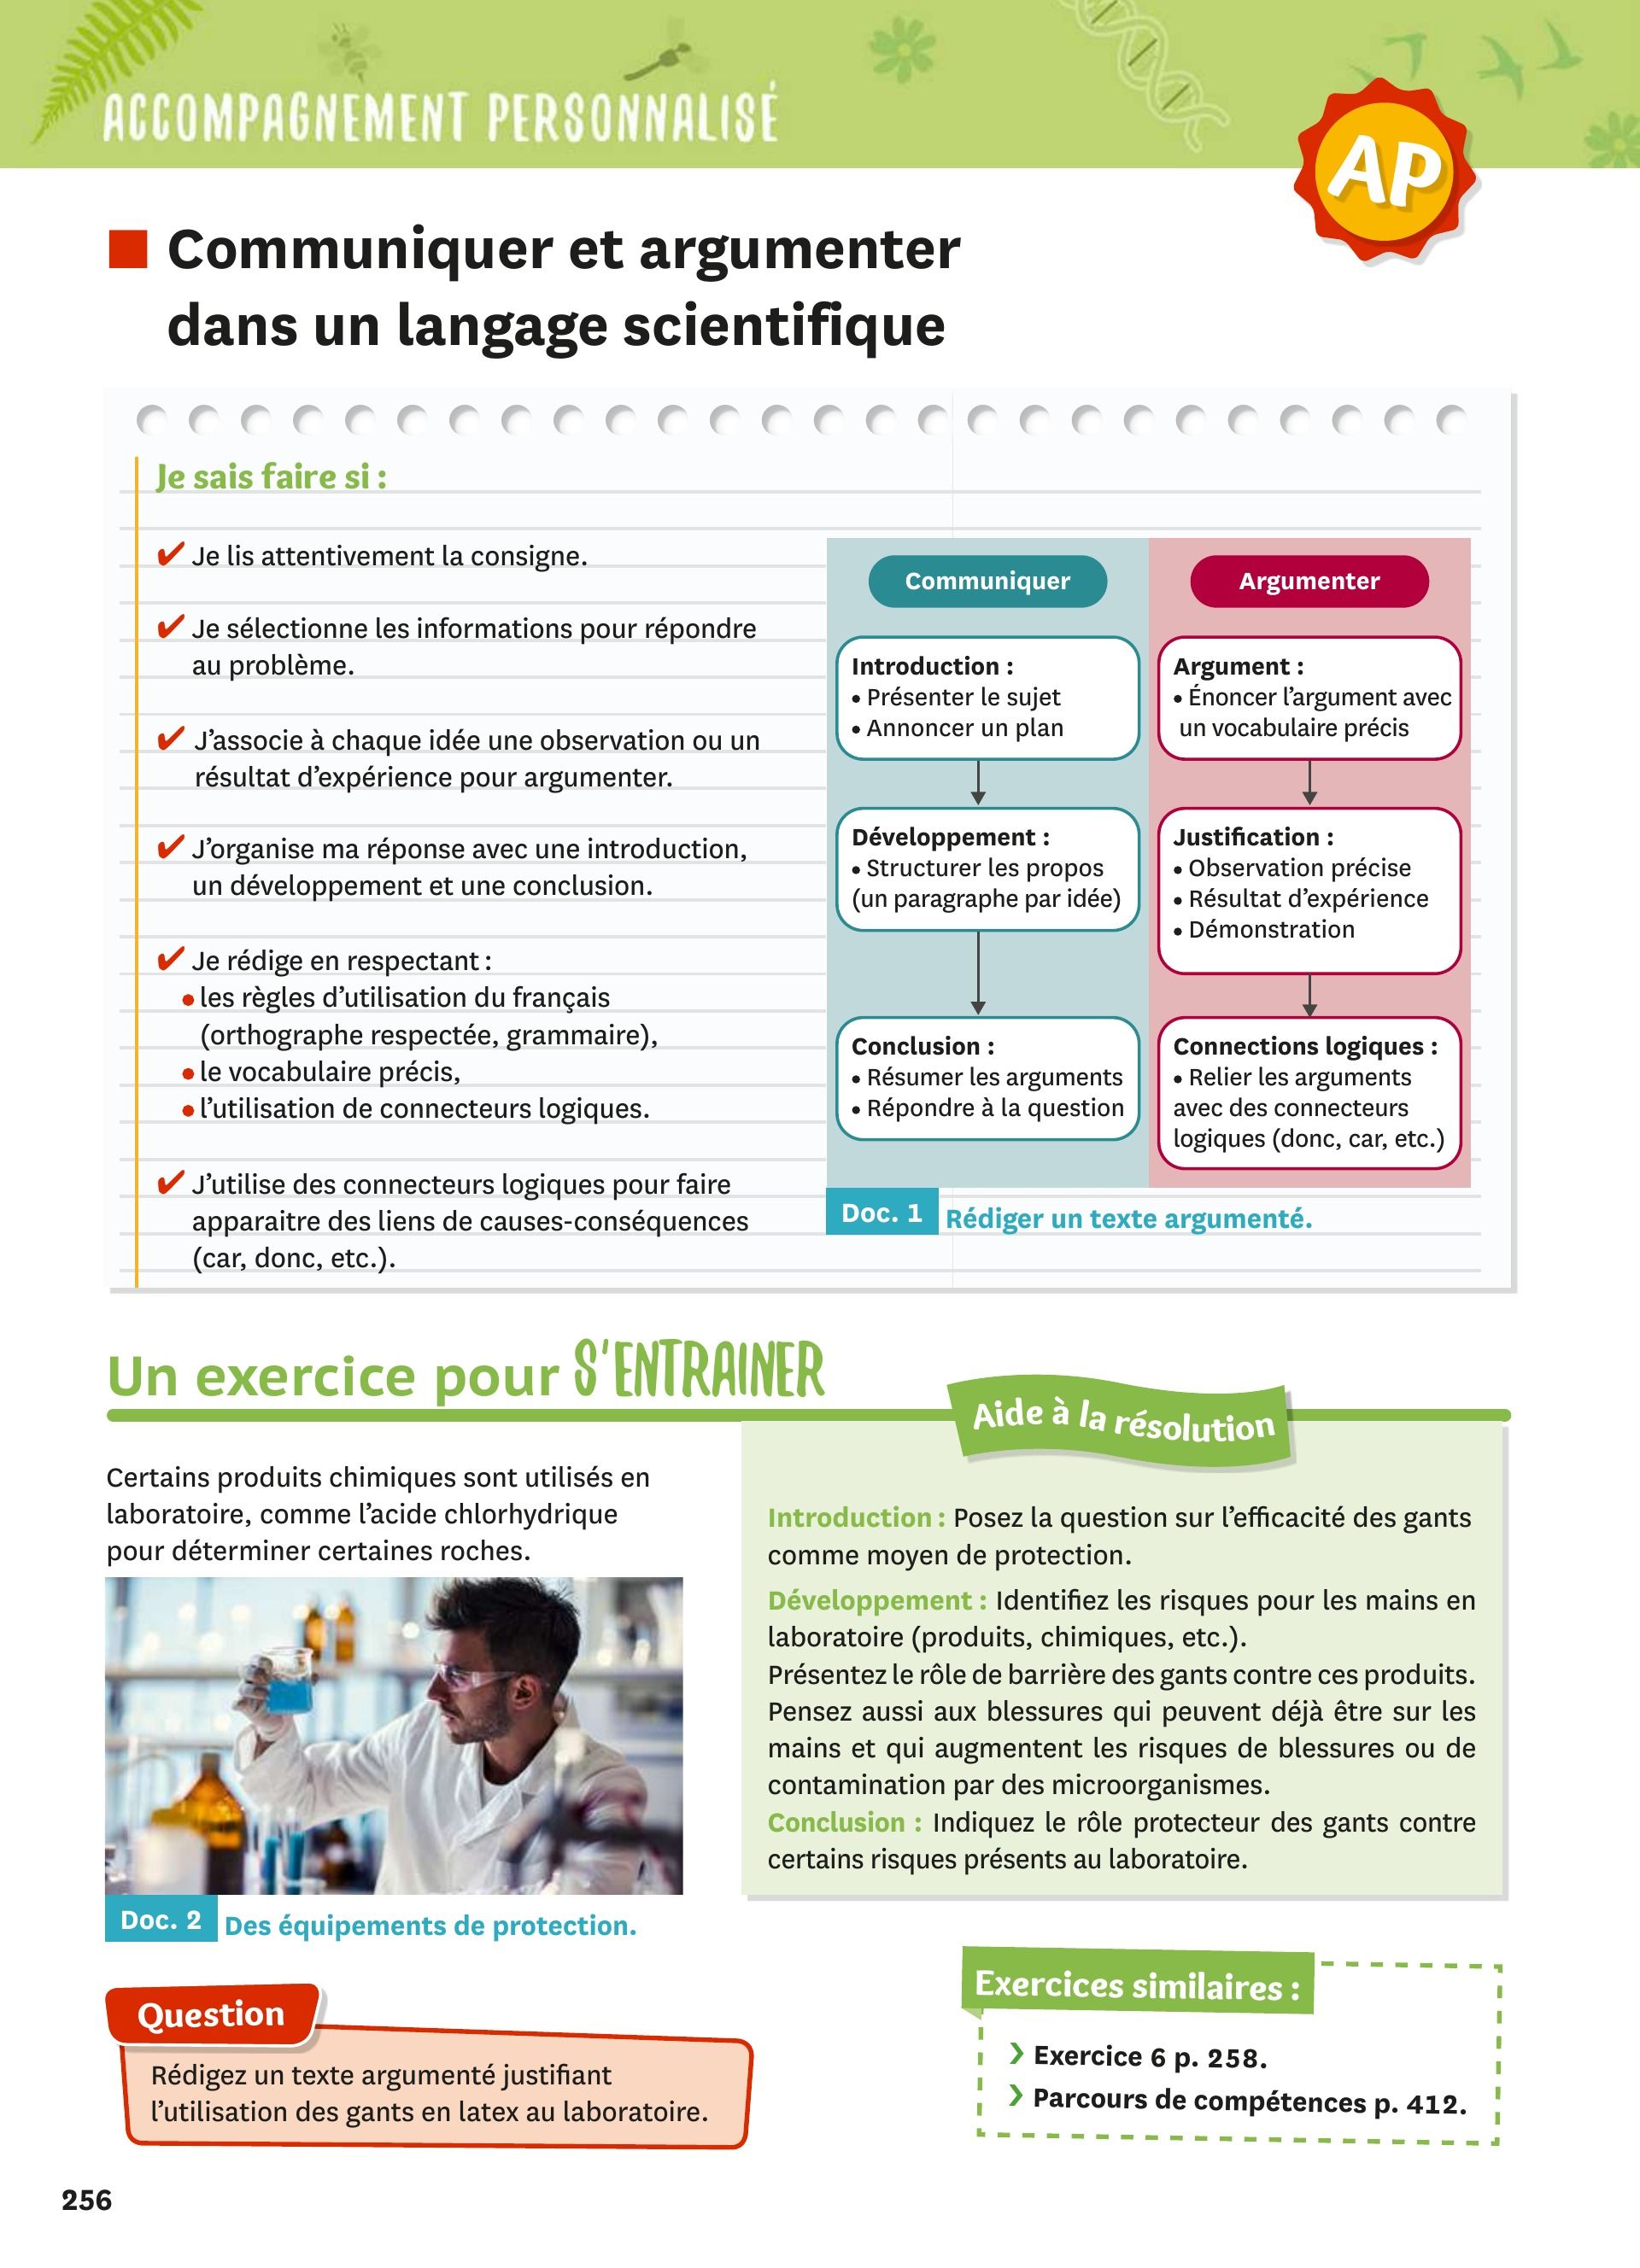 ACCOMPAGNEMENT PERSONNALISÉ
AP
Communiquer et argumenter
dans un langage scientifique
Je sais faire si :
✔ Je lis attentivement la consigne.
✔ Je sélectionne les informations pour répondre
au problème.
✔ J'associe à chaque idée une observation ou un
résultat d'expérience pour argumenter.
✔ J'organise ma réponse avec une introduction,
un développement et une conclusion.
✔ Je rédige en respectant :
• les règles d'utilisation du français
(orthographe respectée, grammaire),
• le vocabulaire précis,
• l'utilisation de connecteurs logiques.
✔ J'utilise des connecteurs logiques pour faire
apparaitre des liens de causes-conséquences
(car, donc, etc.).
Communiquer
Introduction :
• Présenter le sujet
• Annoncer un plan
Développement :
• Structurer les propos
(un paragraphe par idée)
Conclusion :
• Résumer les arguments
• Répondre à la question
Argumenter
Argument :
• Énoncer l'argument avec
un vocabulaire précis
Justification :
• Observation précise
• Résultat d'expérience
• Démonstration
Connections logiques :
• Relier les arguments
avec des connecteurs
logiques (donc, car, etc.)
Doc. 1 Rédiger un texte argumenté.
Un exercice pour S'ENTRAINER
Certains produits chimiques sont utilisés en
laboratoire, comme l'acide chlorhydrique
pour déterminer certaines roches.
Doc. 2 Des équipements de protection.
Question
Rédigez un texte argumenté justifiant
l'utilisation des gants en latex au laboratoire.
Aide à la résolution
Introduction : Posez la question sur l'efficacité des gants
comme moyen de protection.
Développement : Identifiez les risques pour les mains en
laboratoire (produits, chimiques, etc.).
Présentez le rôle de barrière des gants contre ces produits.
Pensez aussi aux blessures qui peuvent déjà être sur les
mains et qui augmentent les risques de blessures ou de
contamination par des microorganismes.
Conclusion : Indiquez le rôle protecteur des gants contre
certains risques présents au laboratoire.
Exercices similaires :
❯ Exercice 6 p. 258.
❯ Parcours de compétences p. 412.
256